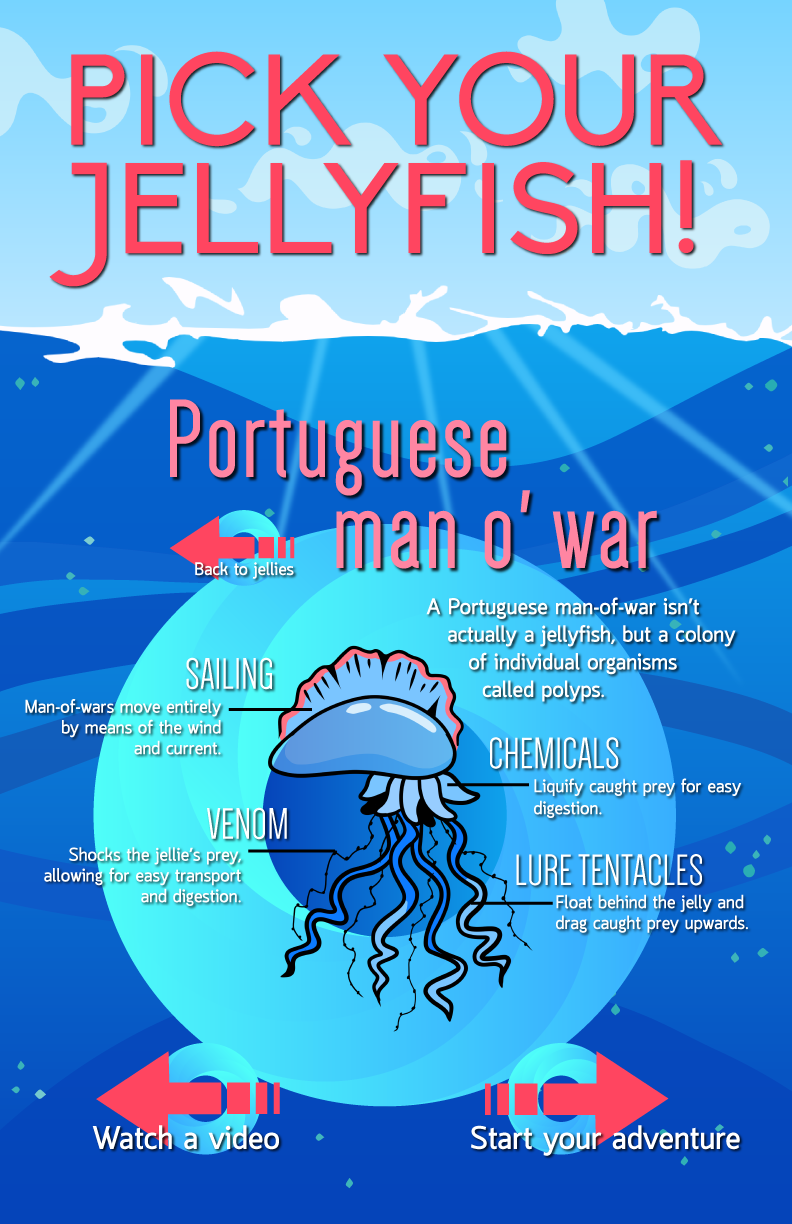 PICK YOUR
JELLYFISH!
Portuguese
man o' war
Back to jellies
A Portuguese man-of-war isn't
actually a jellyfish, but a colony
of individual organisms
called polyps.
SAILING
Man-of-wars move entirely
by means of the wind
and current.
CHEMICALS
Liquify caught prey for easy
digestion.
VENOM
Shocks the jellie's prey,
allowing for easy transport
and digestion.
LURE TENTACLES
Float behind the jelly and
drag caught prey upwards.
Watch a video
Start your adventure